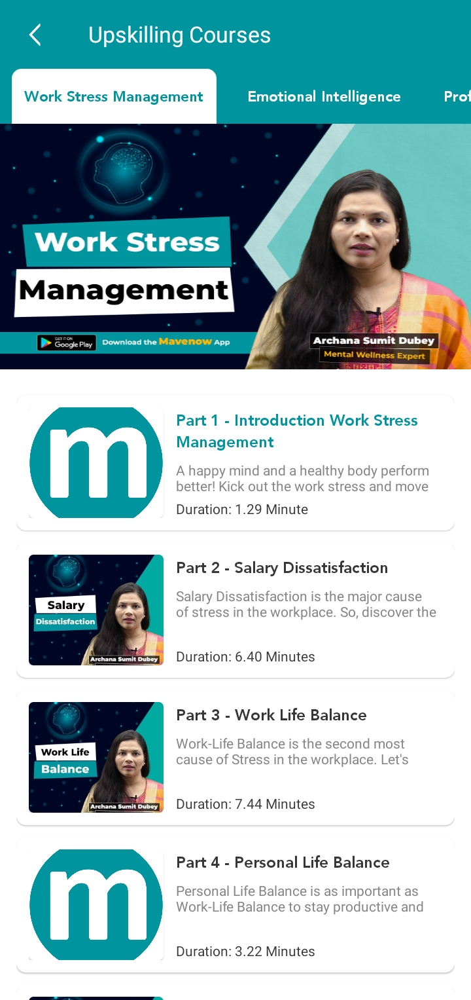 Upskilling Courses
Work Stress Management
Emotional Intelligence
Prof
Work Stress
Management
GET IT ON
Google Play
Download the Mavenow App
Archana Sumit Dubey
Mental Wellness Expert
m
Part 1 - Introduction Work Stress
Management
A happy mind and a healthy body perform
better! Kick out the work stress and move
Duration: 1.29 Minute
Salary
Dissatisfaction
Archana Sumit Dubey
Part 2 - Salary Dissatisfaction
Salary Dissatisfaction is the major cause
of stress in the workplace. So, discover the
Duration: 6.40 Minutes
Work Life
Balance
Archana Sumit Dubey
Part 3 - Work Life Balance
Work-Life Balance is the second most
cause of Stress in the workplace. Let's
Duration: 7.44 Minutes
m
Part 4 - Personal Life Balance
Personal Life Balance is as important as
Work-Life Balance to stay productive and
Duration: 3.22 Minutes